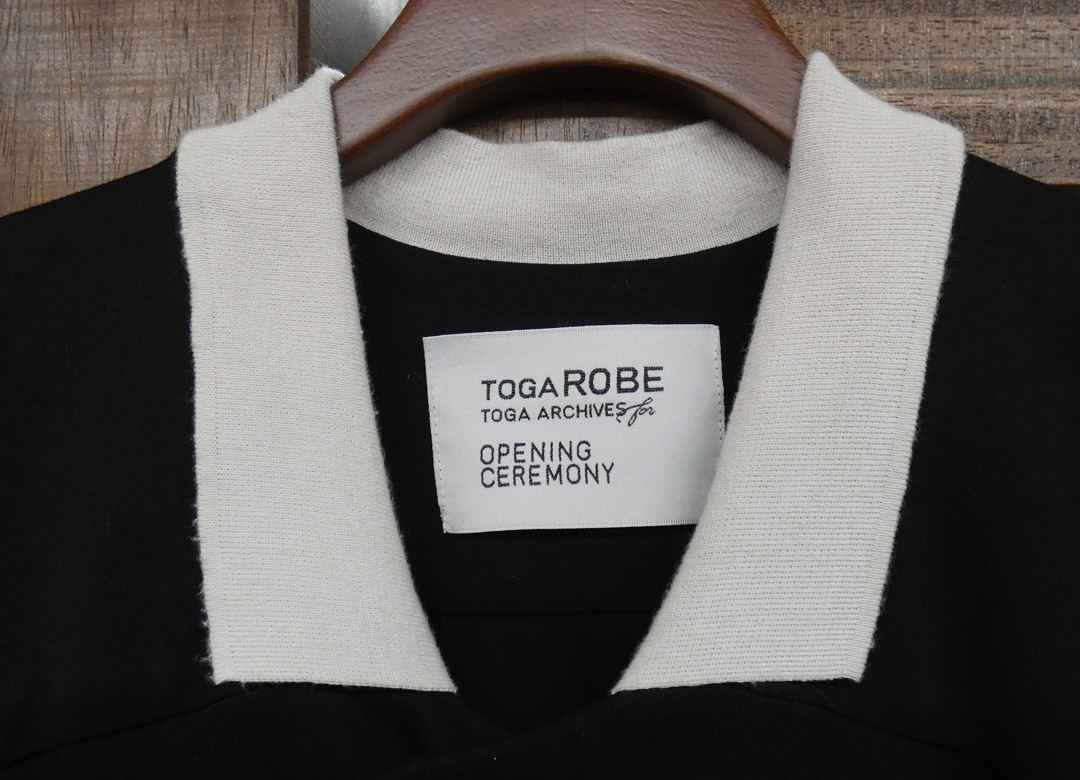 TOGA ROBE
TOGA ARCHIVES for
OPENING
CEREMONY